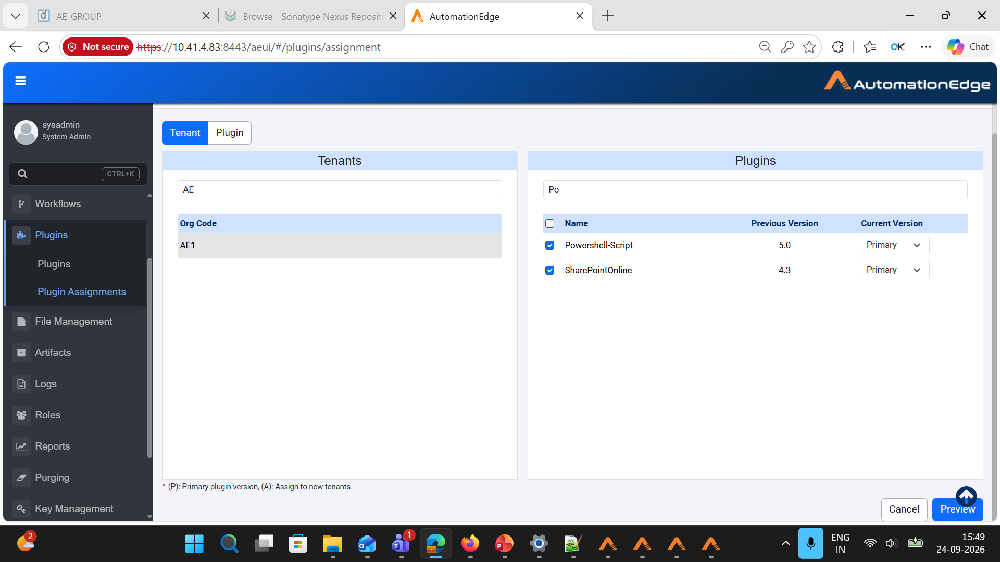 AE-GROUP
Browse - Sonatype Nexus Reposito
AutomationEdge
Not secure https://10.41.4.83:8443/aeui/#/plugins/assignment
Chat
AutomationEdge
sysadmin
System Admin
CTRL+K
Workflows
Plugins
Plugins
Plugin Assignments
File Management
Artifacts
Logs
Roles
Reports
Purging
Key Management
Tenant Plugin
Tenants
AE
Org Code
AE1
Plugins
Po
Name Previous Version Current Version
Powershell-Script 5.0 Primary
SharePointOnline 4.3 Primary
* (P): Primary plugin version, (A): Assign to new tenants
Cancel Preview
2
1
ENG
IN
15:49
24-09-2026